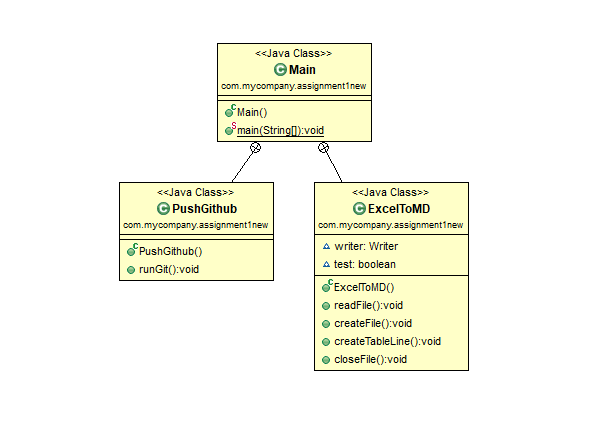 <<Java Class>>
Main
com.mycompany.assignment1new
Main()
main(String[]):void
<<Java Class>>
PushGithub
com.mycompany.assignment1new
PushGithub()
runGit():void
<<Java Class>>
ExcelToMD
com.mycompany.assignment1new
writer: Writer
test: boolean
ExcelToMD()
readFile():void
createFile():void
createTableLine():void
closeFile():void